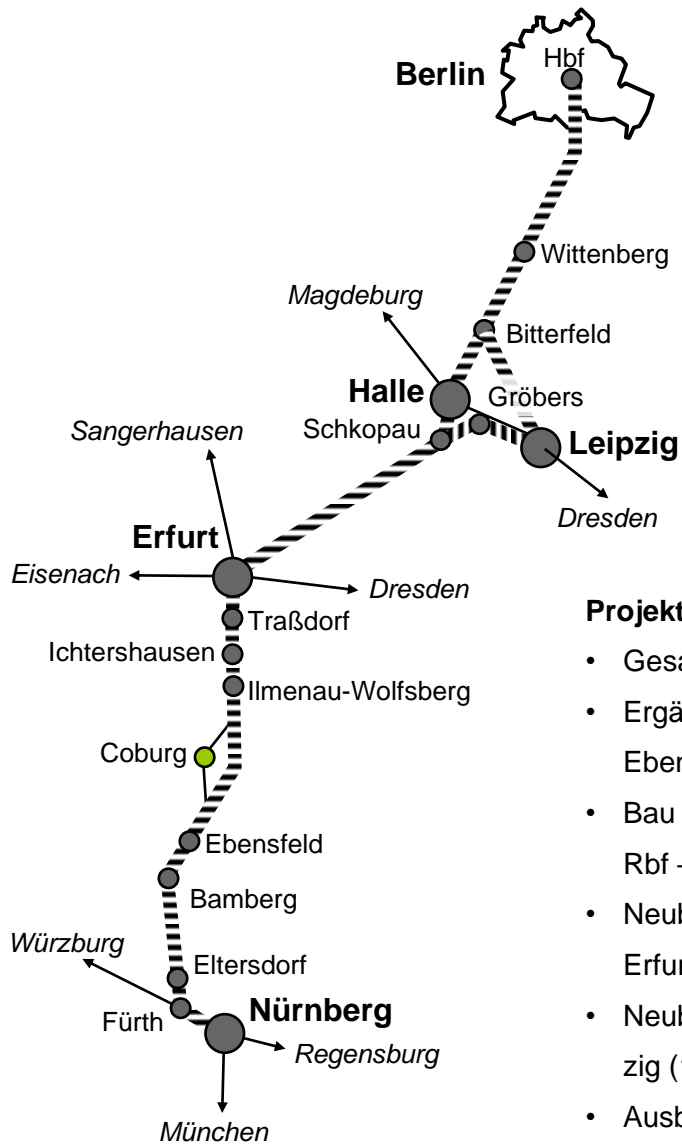 Hbf
Berlin
Wittenberg
Magdeburg
Bitterfeld
Halle
Gröbers
Schkopau
Leipzig
Sangerhausen
Dresden
Erfurt
Eisenach
Dresden
Traßdorf
Ichtershausen
Ilmenau-Wolfsberg
Coburg
Ebensfeld
Bamberg
Würzburg
Eltersdorf
Fürth
Nürnberg
Regensburg
München
Projekt
• Gesa
• Ergä
Eber
• Bau
Rbf -
• Neub
Erfur
• Neub
zig (
• Ausb